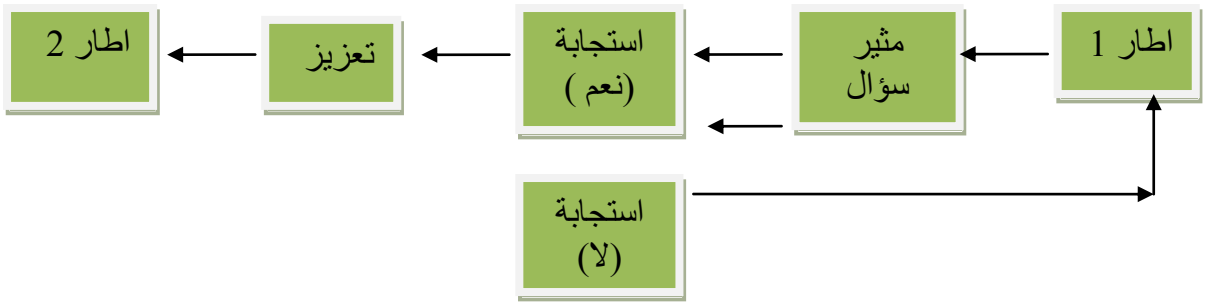 اطار 1
مثير
سؤال
استجابة
(نعم )
تعزيز
اطار 2
استجابة
(لا)